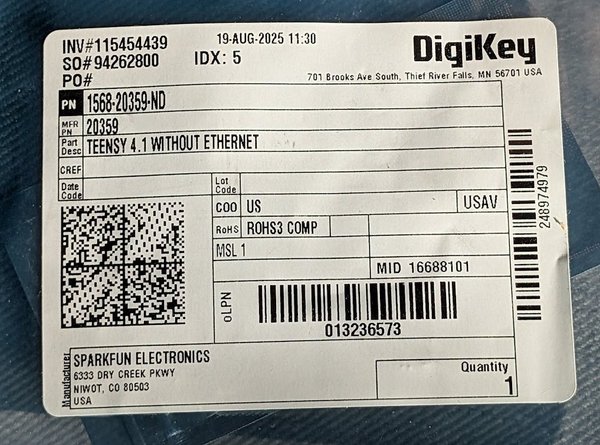 INV#115454439
19-AUG-2025 11:30
SO#94262800
IDX: 5
PO#
DigiKey
701 Brooks Ave South, Thief River Falls, MN 56701 USA
PN 1568-20359-ND
MFR PN 20359
Part Desc TEENSY 4.1 WITHOUT ETHERNET
CREF
Date Code
Lot Code
COO US USAV
RoHS ROHS3 COMP
MSL 1
MID 16688101
oLPN
013236573
248974979
Manufacturer
SPARKFUN ELECTRONICS
6333 DRY CREEK PKWY
NIWOT, CO 80503
USA
Quantity
1